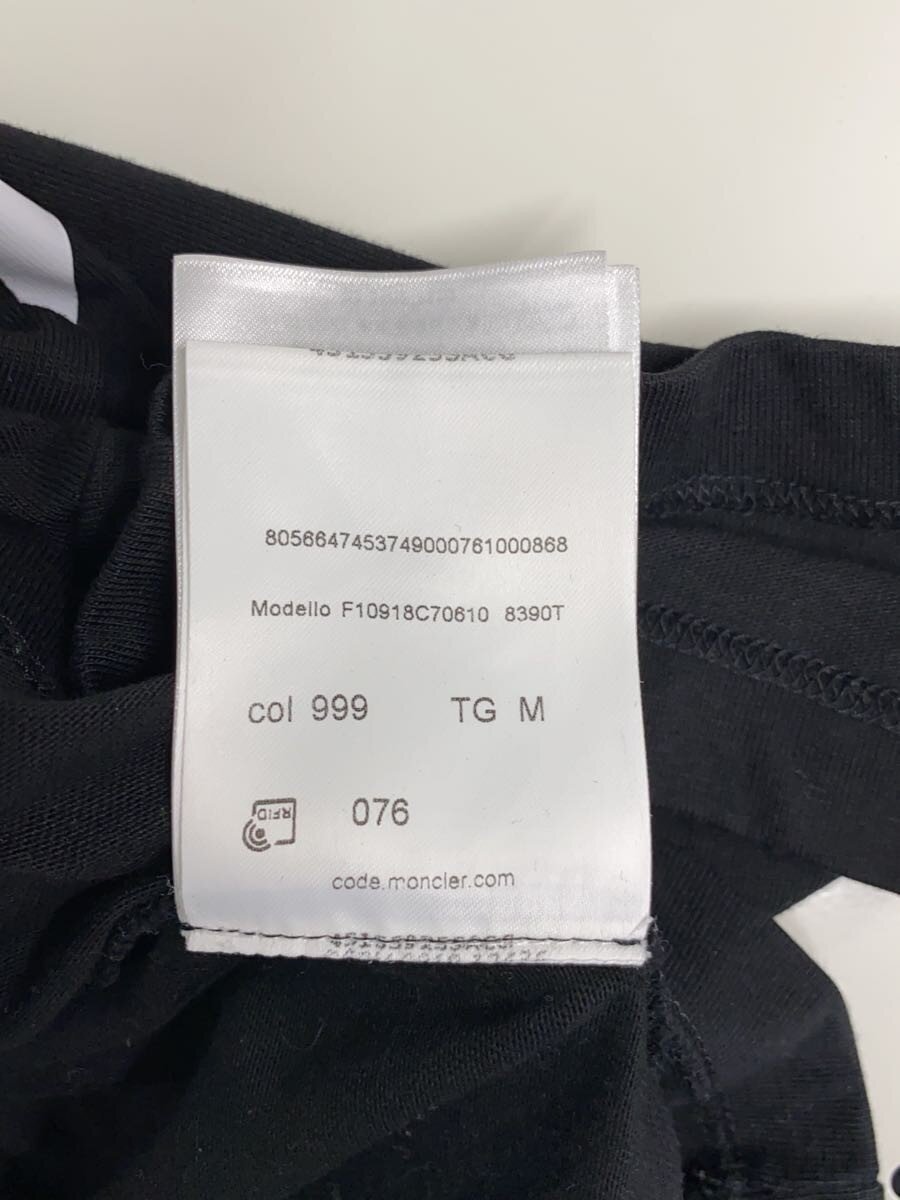 8056647453749000761000868
Modello F10918C70610 8390T
col 999 TG M
RFID 076
code.moncler.com